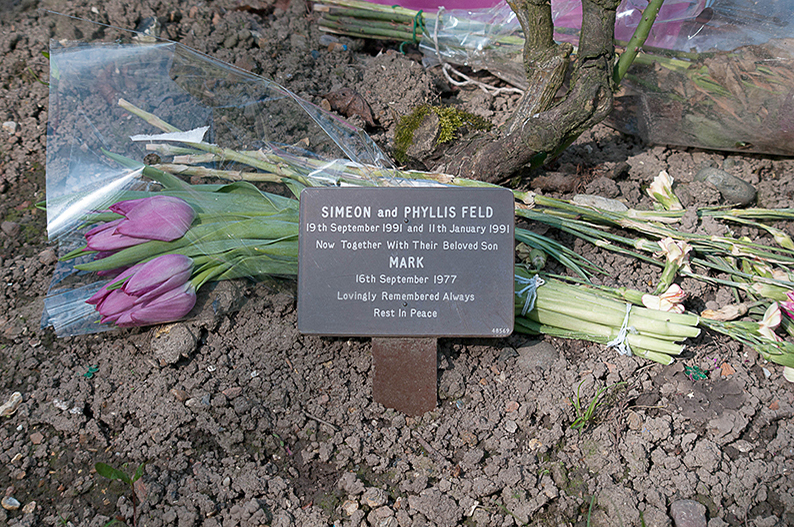 SIMEON and PHYLLIS FELD
19th September 1991 and 11th January 1991
Now Together With Their Beloved Son
MARK
16th September 1977
Lovingly Remembered Always
Rest In Peace
48569